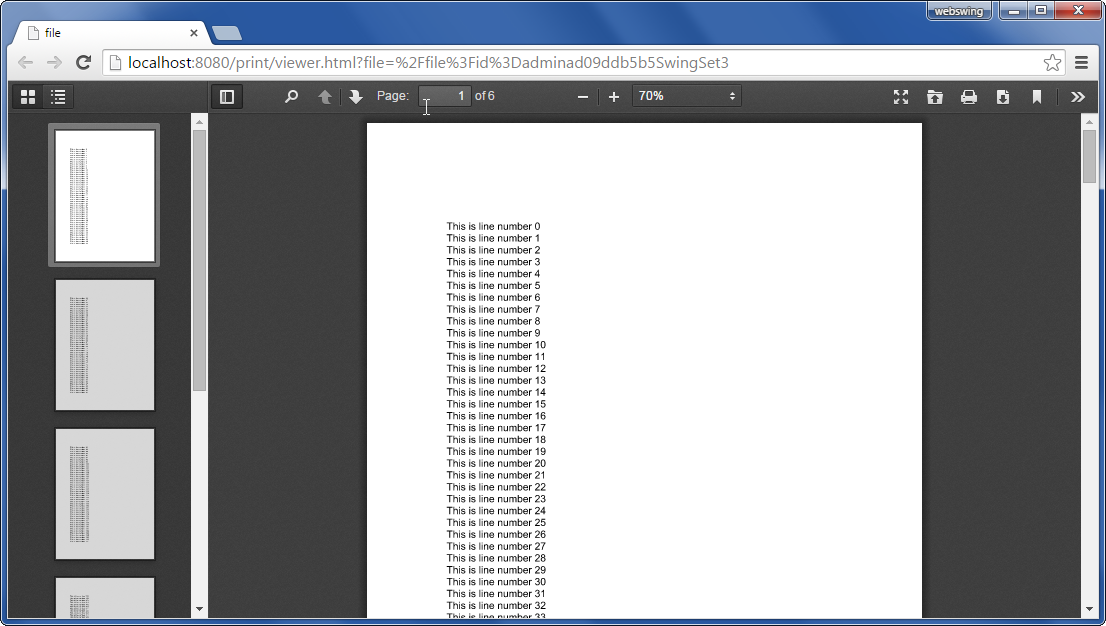 webswing
file
localhost:8080/print/viewer.html?file=%2Ffile%3Fid%3Dadminad09ddb5b5SwingSet3
Page: 1 of 6 70%
This is line number 0
This is line number 1
This is line number 2
This is line number 3
This is line number 4
This is line number 5
This is line number 6
This is line number 7
This is line number 8
This is line number 9
This is line number 10
This is line number 11
This is line number 12
This is line number 13
This is line number 14
This is line number 15
This is line number 16
This is line number 17
This is line number 18
This is line number 19
This is line number 20
This is line number 21
This is line number 22
This is line number 23
This is line number 24
This is line number 25
This is line number 26
This is line number 27
This is line number 28
This is line number 29
This is line number 30
This is line number 31
This is line number 32
This is line number 33